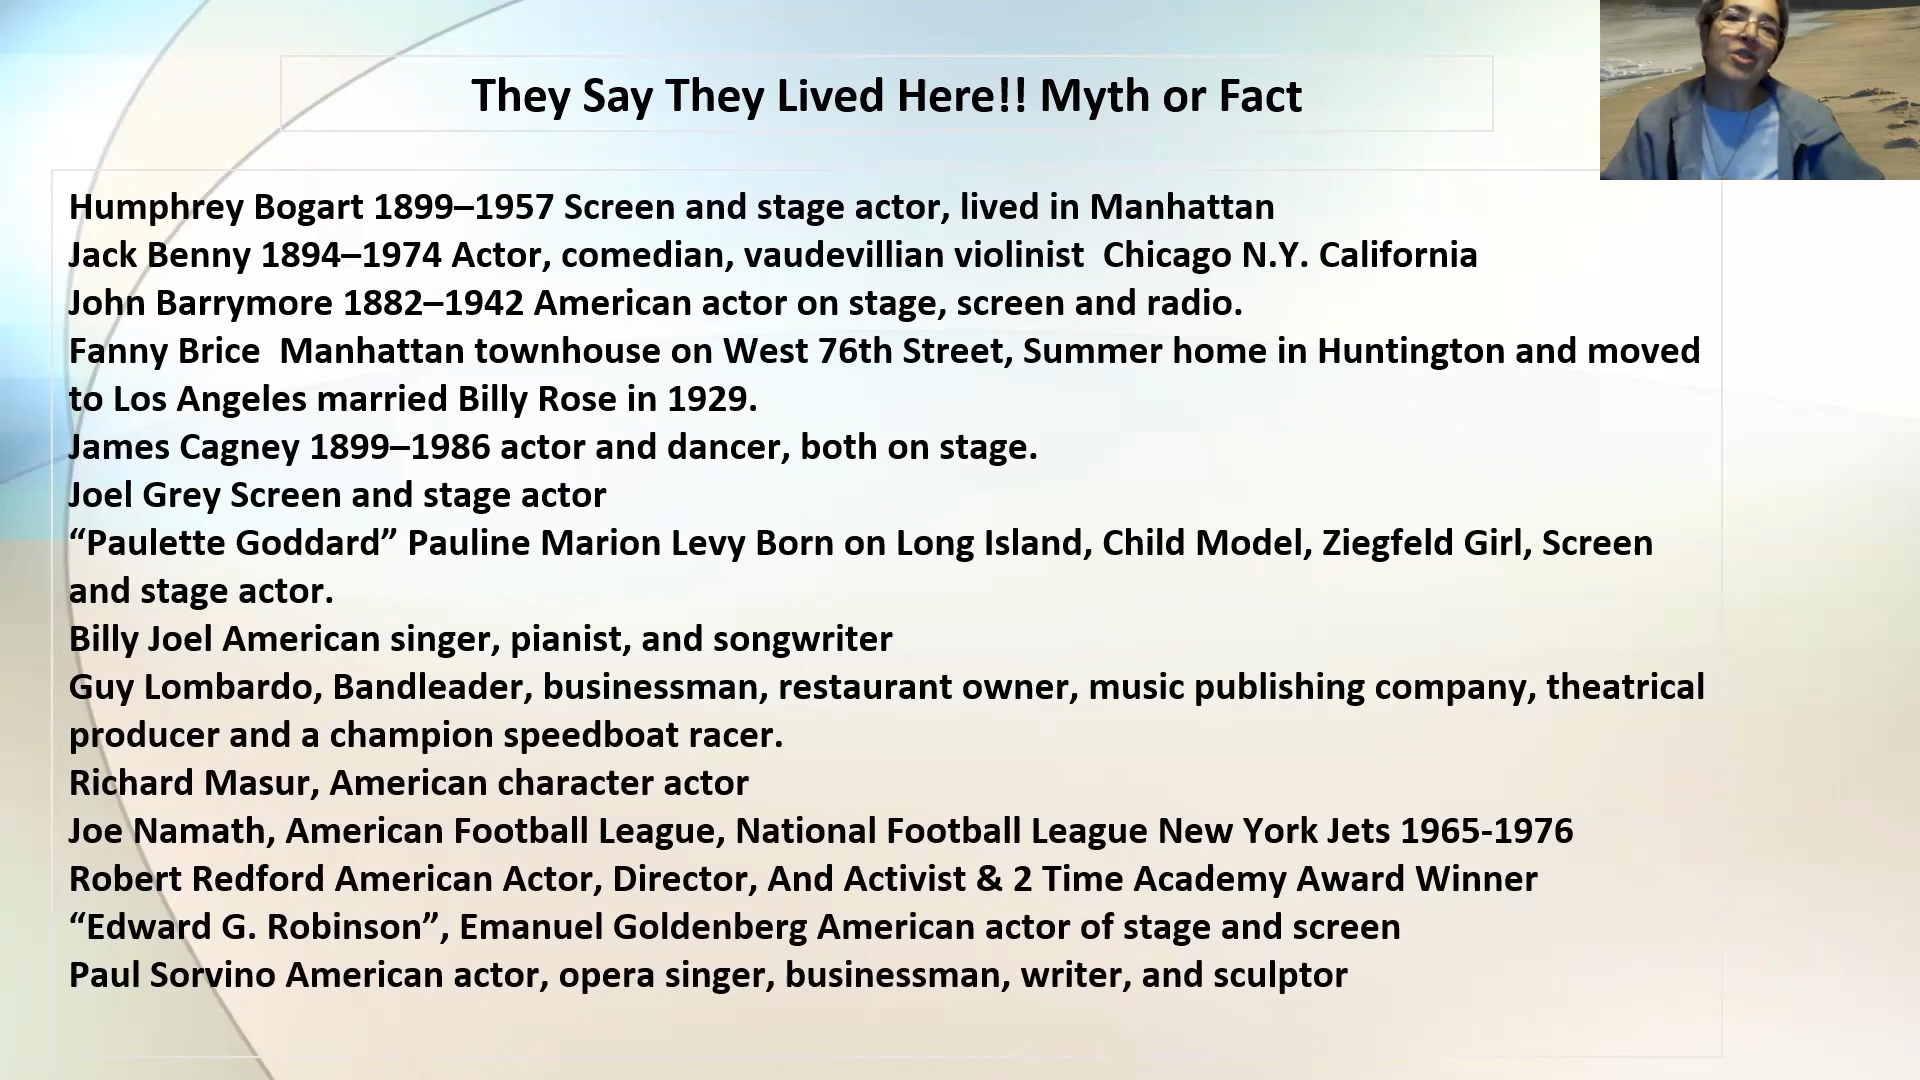 They Say They Lived Here!! Myth or Fact
Humphrey Bogart 1899–1957 Screen and stage actor, lived in Manhattan
Jack Benny 1894–1974 Actor, comedian, vaudevillian violinist  Chicago N.Y. California
John Barrymore 1882–1942 American actor on stage, screen and radio.
Fanny Brice  Manhattan townhouse on West 76th Street, Summer home in Huntington and moved
to Los Angeles married Billy Rose in 1929.
James Cagney 1899–1986 actor and dancer, both on stage.
Joel Grey Screen and stage actor
“Paulette Goddard” Pauline Marion Levy Born on Long Island, Child Model, Ziegfeld Girl, Screen
and stage actor.
Billy Joel American singer, pianist, and songwriter
Guy Lombardo, Bandleader, businessman, restaurant owner, music publishing company, theatrical
producer and a champion speedboat racer.
Richard Masur, American character actor
Joe Namath, American Football League, National Football League New York Jets 1965-1976
Robert Redford American Actor, Director, And Activist & 2 Time Academy Award Winner
“Edward G. Robinson”, Emanuel Goldenberg American actor of stage and screen
Paul Sorvino American actor, opera singer, businessman, writer, and sculptor